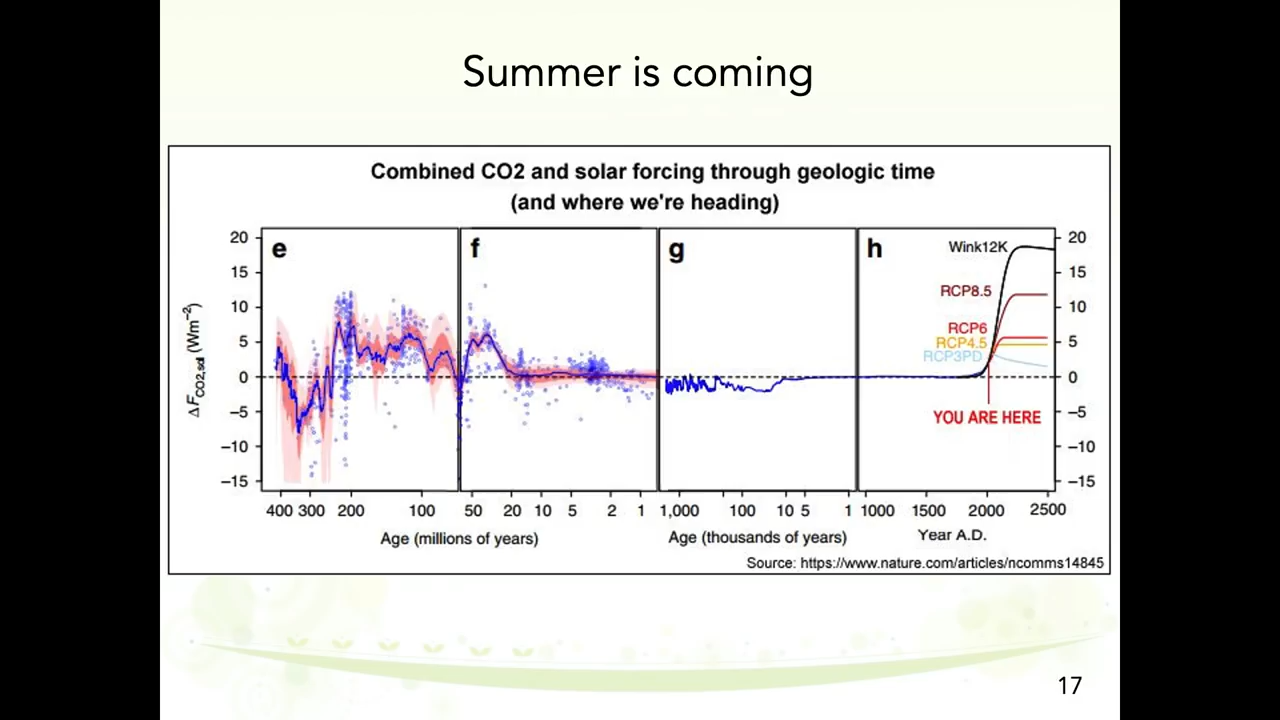 Summer is coming
Combined CO2 and solar forcing through geologic time
(and where we're heading)
e
f
g
h
20
15
10
5
0
−5
−10
−15
ΔF_CO2,sol (Wm⁻²)
Wink12K
RCP8.5
RCP6
RCP4.5
RCP3PD
YOU ARE HERE
20
15
10
5
0
−5
−10
−15
400 300 200 100 50 20 10 5 2 1 1,000 100 10 5 1 1000 1500 2000 2500
Age (millions of years) Age (thousands of years) Year A.D.
Source: https://www.nature.com/articles/ncomms14845
17